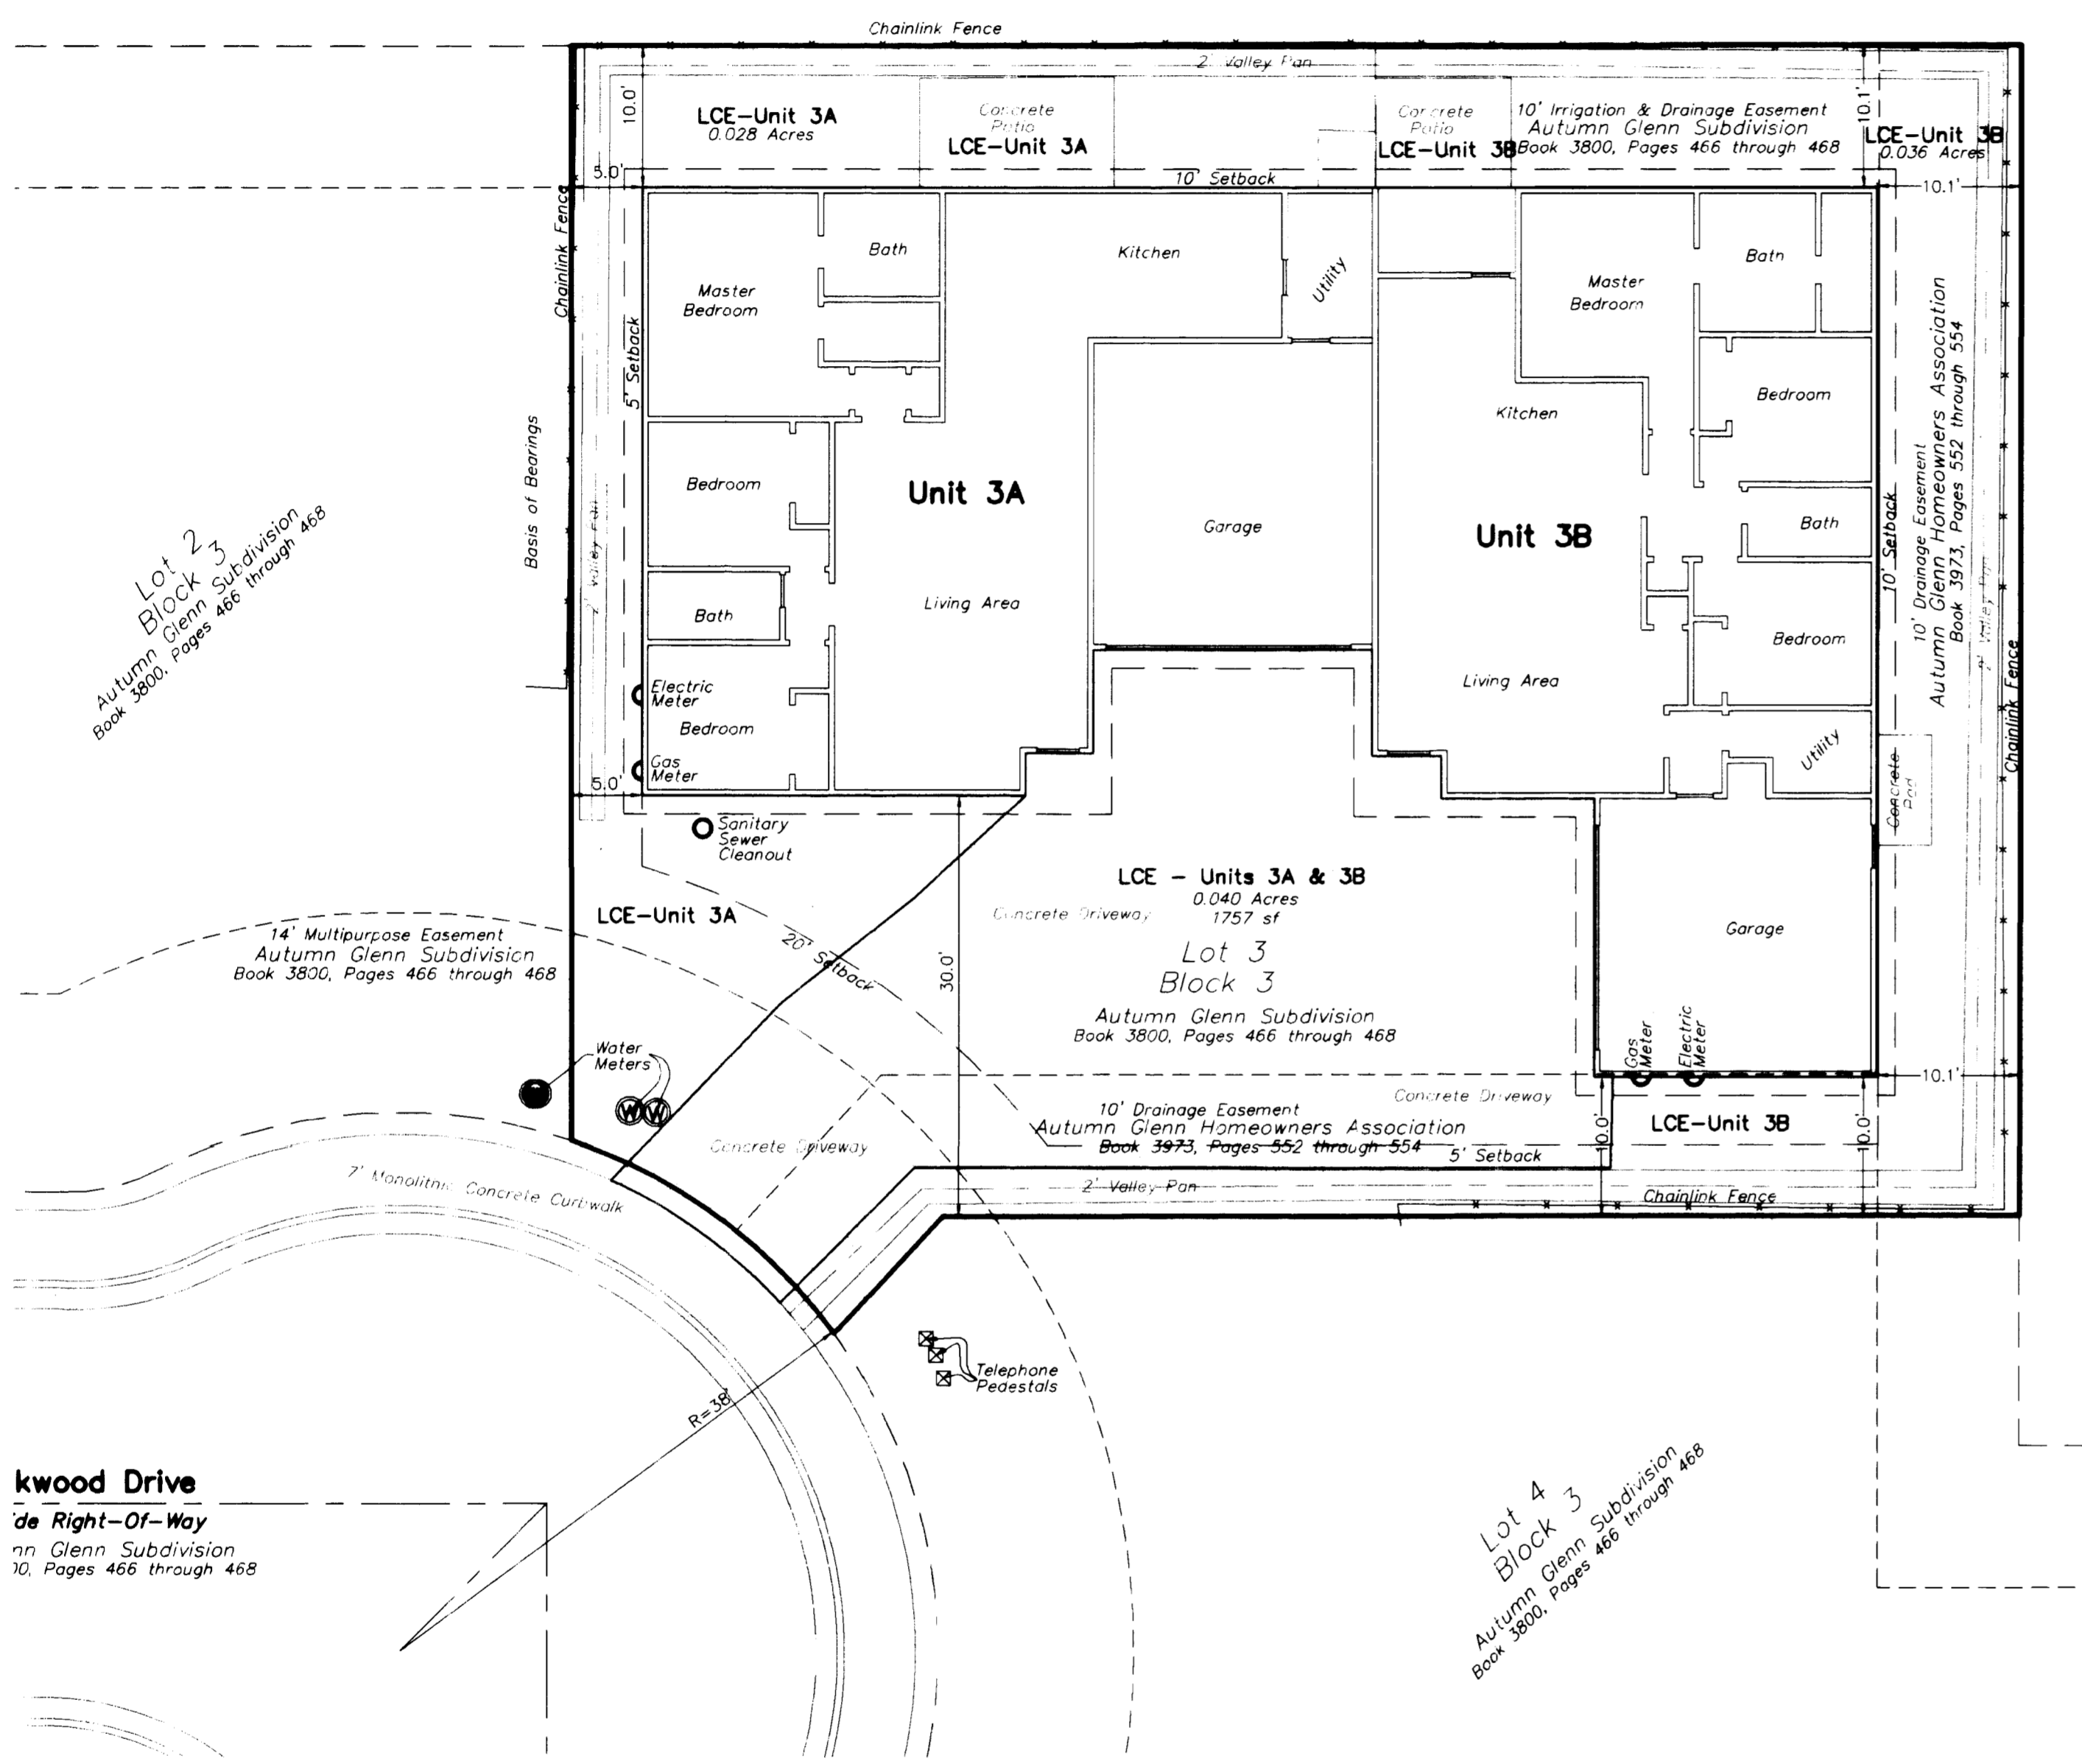 Chainlink Fence
2' Valley Pan
10.0'
LCE-Unit 3A
0.028 Acres
Concrete
Patio
LCE-Unit 3A
Concrete
Patio
LCE-Unit 3B
10' Irrigation & Drainage Easement
Autumn Glenn Subdivision
Book 3800, Pages 466 through 468
10.1'
LCE-Unit 3B
0.036 Acres
5.0'
10' Setback
10.1'
Chainlink Fence
5' Setback
Master
Bedroom
Bath
Kitchen
Utility
Master
Bedroom
Bath
Bedroom
Kitchen
Basis of Bearings
2' Valley Pan
Bedroom
Unit 3A
Garage
Unit 3B
Bath
10' Setback
10' Drainage Easement
Autumn Glenn Homeowners Association
Book 3973, Pages 552 through 554
2' Valley Pan
Chainlink Fence
Lot 2
Block 3
Autumn Glenn Subdivision
Book 3800, Pages 466 through 468
Bath
Living Area
Bedroom
Electric
Meter
Bedroom
Living Area
Gas
Meter
Utility
Concrete
Pad
5.0'
Sanitary
Sewer
Cleanout
LCE-Unit 3A
20' Setback
LCE - Units 3A & 3B
0.040 Acres
1757 sf
Concrete Driveway
Lot 3
Block 3
Autumn Glenn Subdivision
Book 3800, Pages 466 through 468
30.0'
Garage
14' Multipurpose Easement
Autumn Glenn Subdivision
Book 3800, Pages 466 through 468
Water
Meters
W W
Gas
Meter
Electric
Meter
10.1'
Concrete Driveway
10' Drainage Easement
Autumn Glenn Homeowners Association
Book 3973, Pages 552 through 554
5' Setback
10.0'
LCE-Unit 3B
10.0'
Concrete Driveway
7' Monolithic Concrete Curbwalk
2' Valley Pan
Chainlink Fence
Telephone
Pedestals
R=38'
kwood Drive
de Right-Of-Way
nn Glenn Subdivision
00, Pages 466 through 468
Lot 4
Block 3
Autumn Glenn Subdivision
Book 3800, Pages 466 through 468